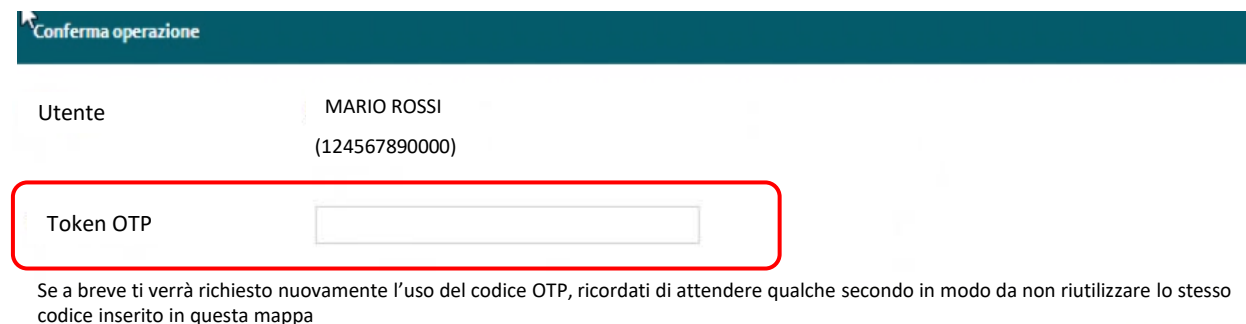 Conferma operazione
Utente MARIO ROSSI
(124567890000)
Token OTP
Se a breve ti verrà richiesto nuovamente l’uso del codice OTP, ricordati di attendere qualche secondo in modo da non riutilizzare lo stesso
codice inserito in questa mappa